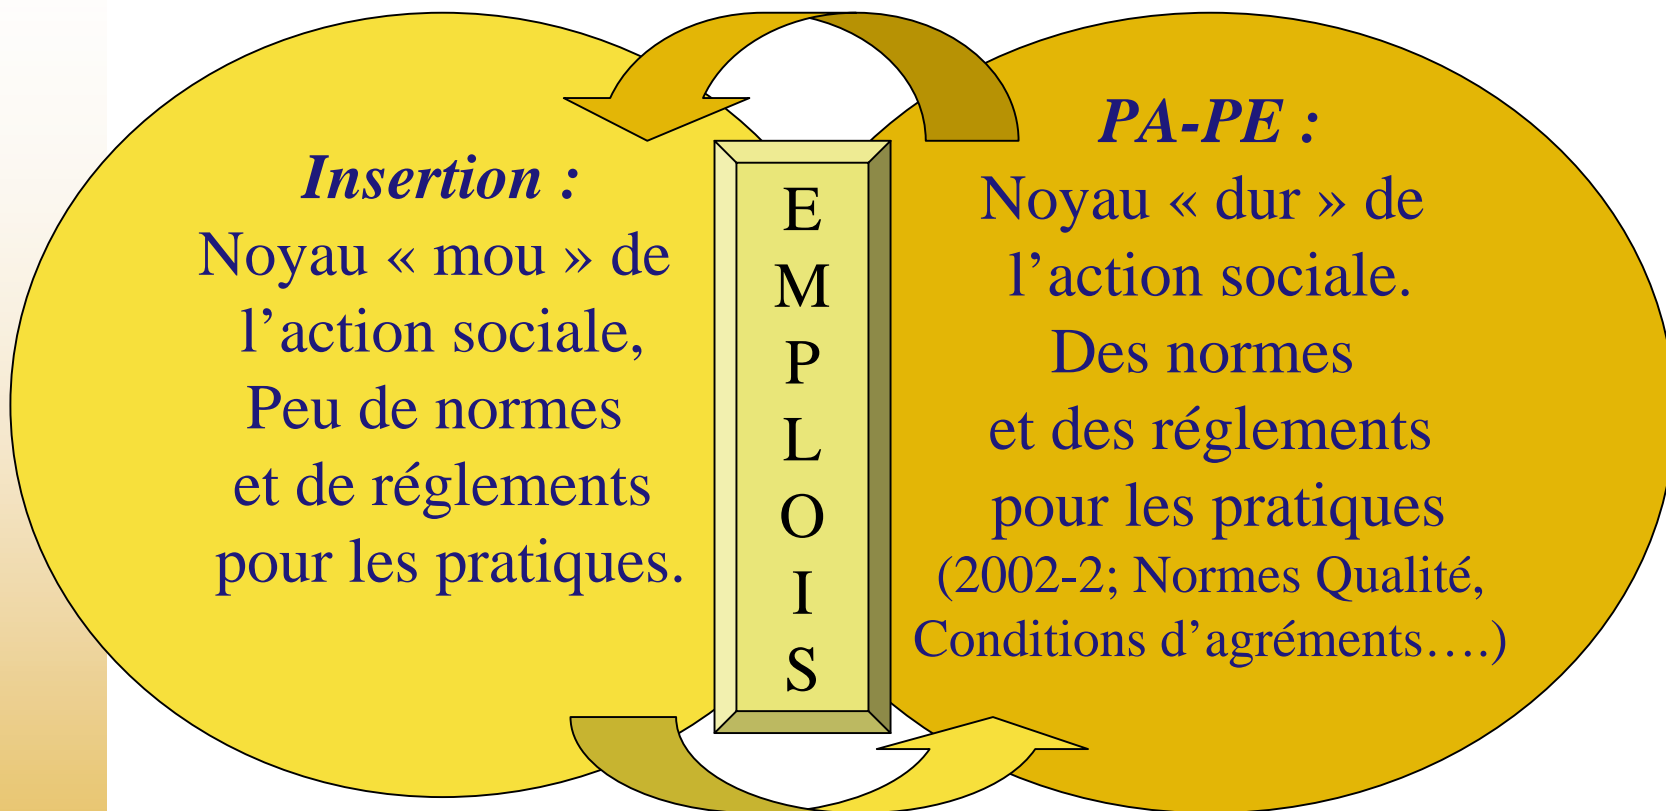 Insertion :
Noyau « mou » de
l’action sociale,
Peu de normes
et de réglements
pour les pratiques.
E
M
P
L
O
I
S
PA-PE :
Noyau « dur » de
l’action sociale.
Des normes
et des réglements
pour les pratiques
(2002-2; Normes Qualité,
Conditions d’agréments….)